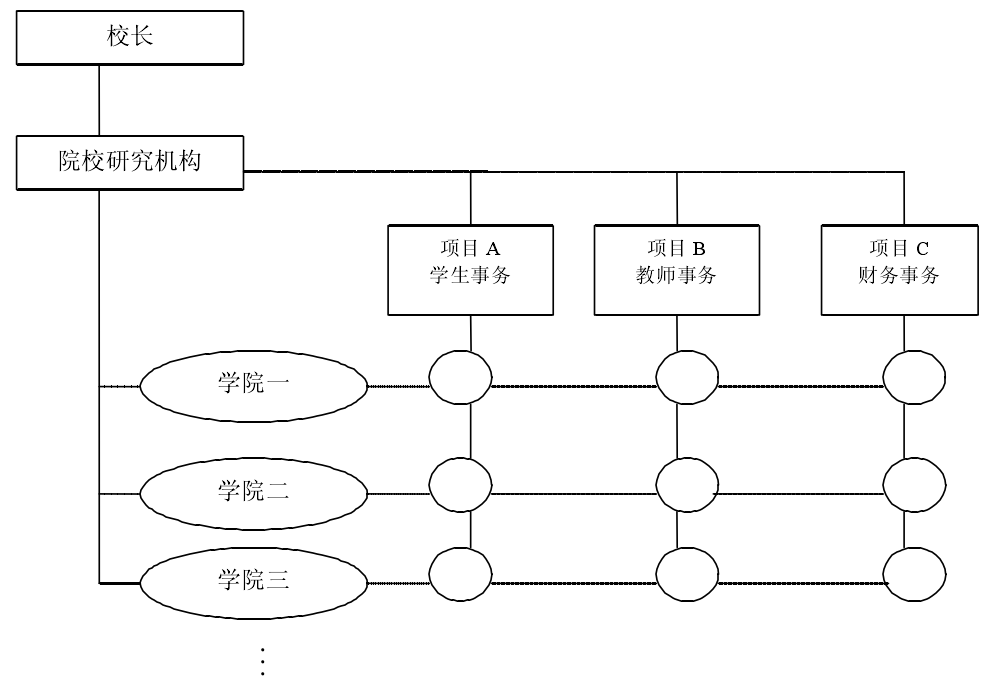 校长
院校研究机构
项目 A
学生事务
项目 B
教师事务
项目 C
财务事务
学院一
学院二
学院三
⋮